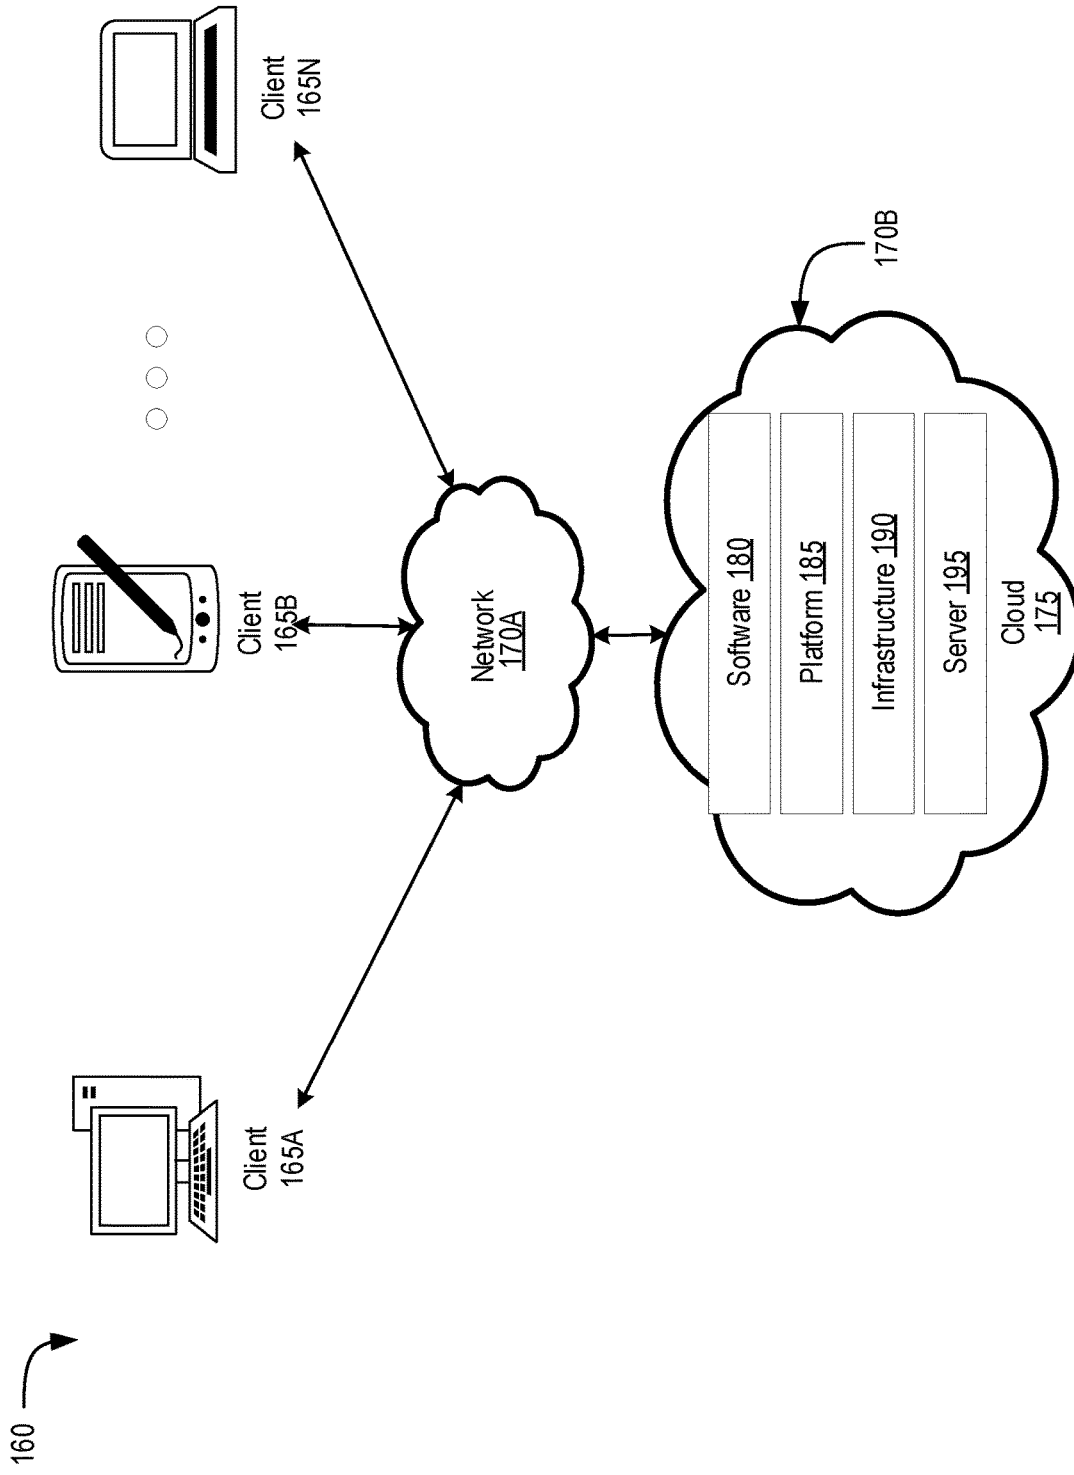 160
Client
165A
Client
165B
Client
165N
Network
170A
170B
Software 180
Platform 185
Infrastructure 190
Server 195
Cloud
175